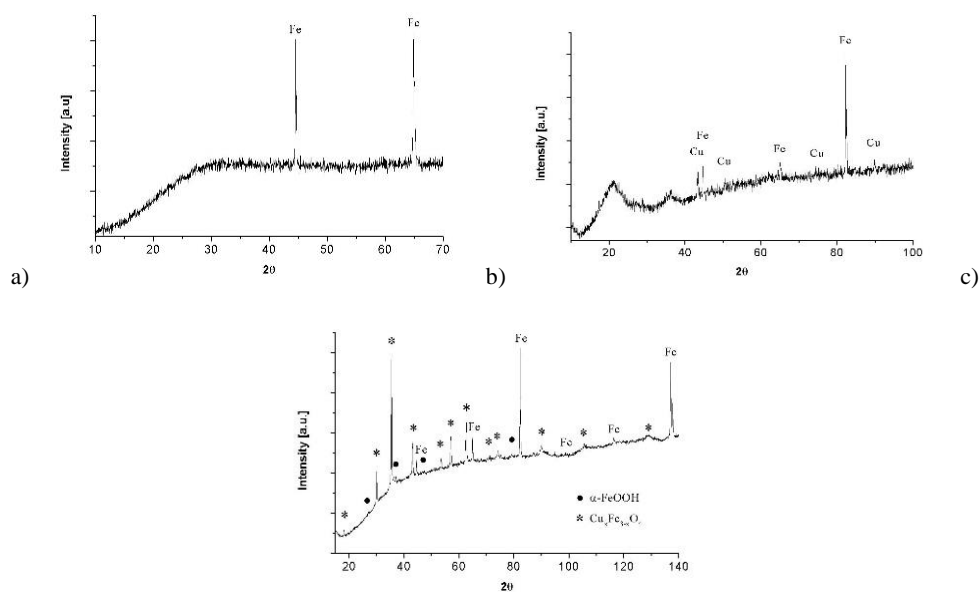 Fe
Fe
Intensity [a.u]
10 20 30 40 50 60 70
2θ
a)
Fe
Fe
Cu
Cu
Fe
Cu
Cu
Intensity [a.u.]
20 40 60 80 100
2θ
b)
c)
Fe
Fe
Fe
Fe
Fe
Fe
Intensity [a.u.]
α-FeOOH
CuₓFe₃₋ₓO₄
20 40 60 80 100 120 140
2θ